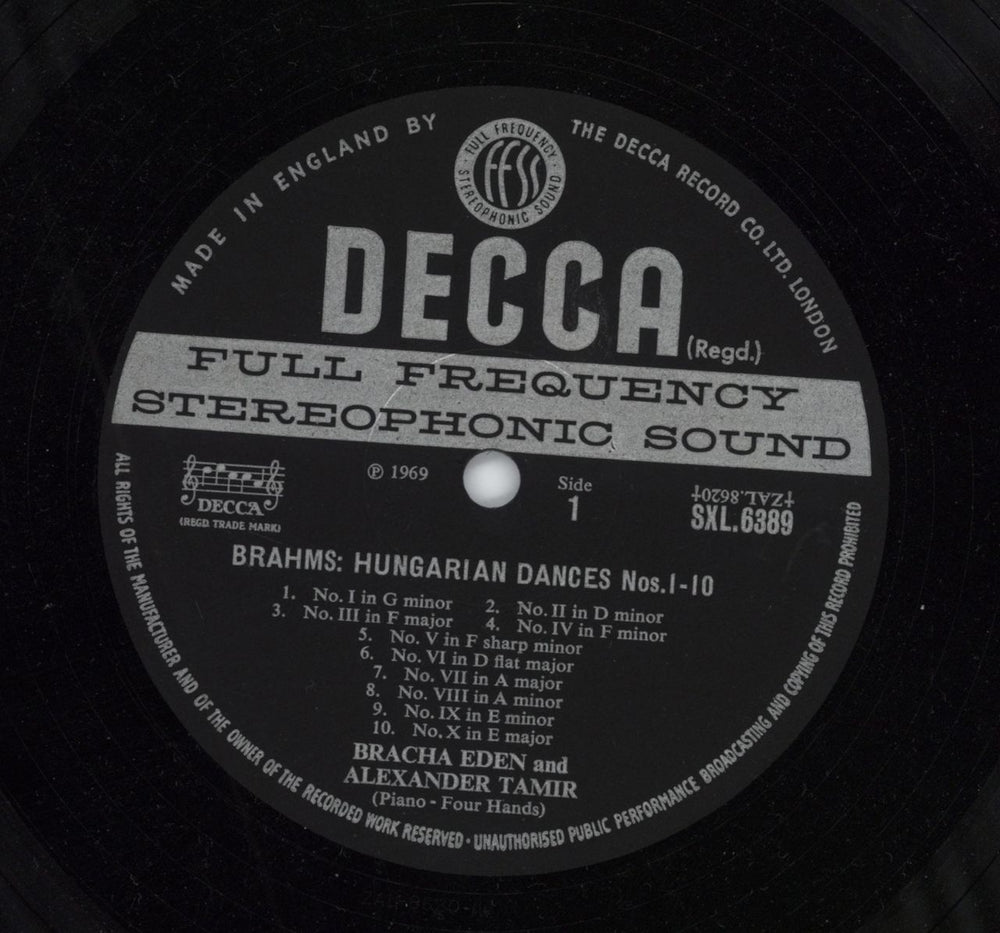 MADE IN ENGLAND BY
THE DECCA RECORD CO. LTD. LONDON
FULL FREQUENCY
FFSS
STEREOPHONIC SOUND
DECCA
(Regd.)
FULL FREQUENCY
STEREOPHONIC SOUND
DECCA
(REGD. TRADE MARK)
℗ 1969
Side
1
‡OZ98.TVZ‡
SXL.6389
BRAHMS: HUNGARIAN DANCES Nos.1-10
1. No. I in G minor 2. No. II in D minor
3. No. III in F major 4. No. IV in F minor
5. No. V in F sharp minor
6. No. VI in D flat major
7. No. VII in A major
8. No. VIII in A minor
9. No. IX in E minor
10. No. X in E major
BRACHA EDEN and
ALEXANDER TAMIR
(Piano - Four Hands)
ALL RIGHTS OF THE MANUFACTURER AND OF THE OWNER OF THE RECORDED WORK RESERVED · UNAUTHORISED PUBLIC PERFORMANCE BROADCASTING AND COPYING OF THIS RECORD PROHIBITED